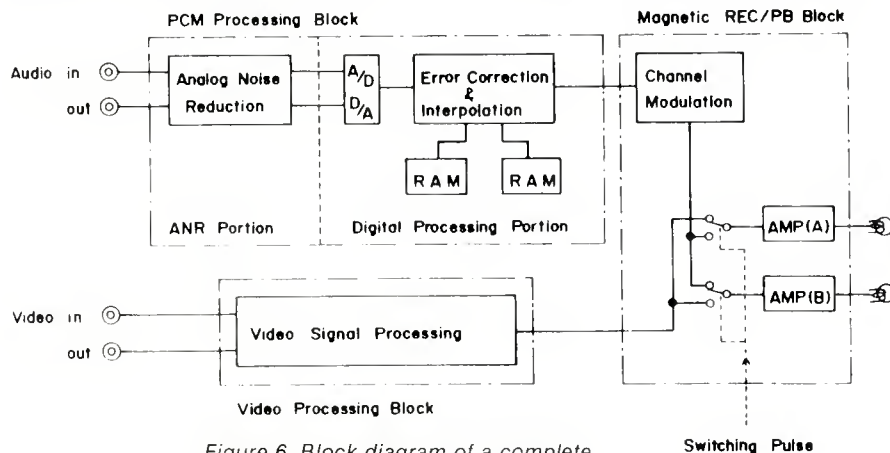 PCM Processing Block
Magnetic REC/PB Block
Audio in
out
Analog Noise
Reduction
A/D
D/A
Error Correction
&
Interpolation
Channel
Modulation
RAM
RAM
ANR Portion
Digital Processing Portion
AMP(A)
AMP(B)
Video in
out
Video Signal Processing
Video Processing Block
Switching Pulse
Figure 6. Block diagram of a complete